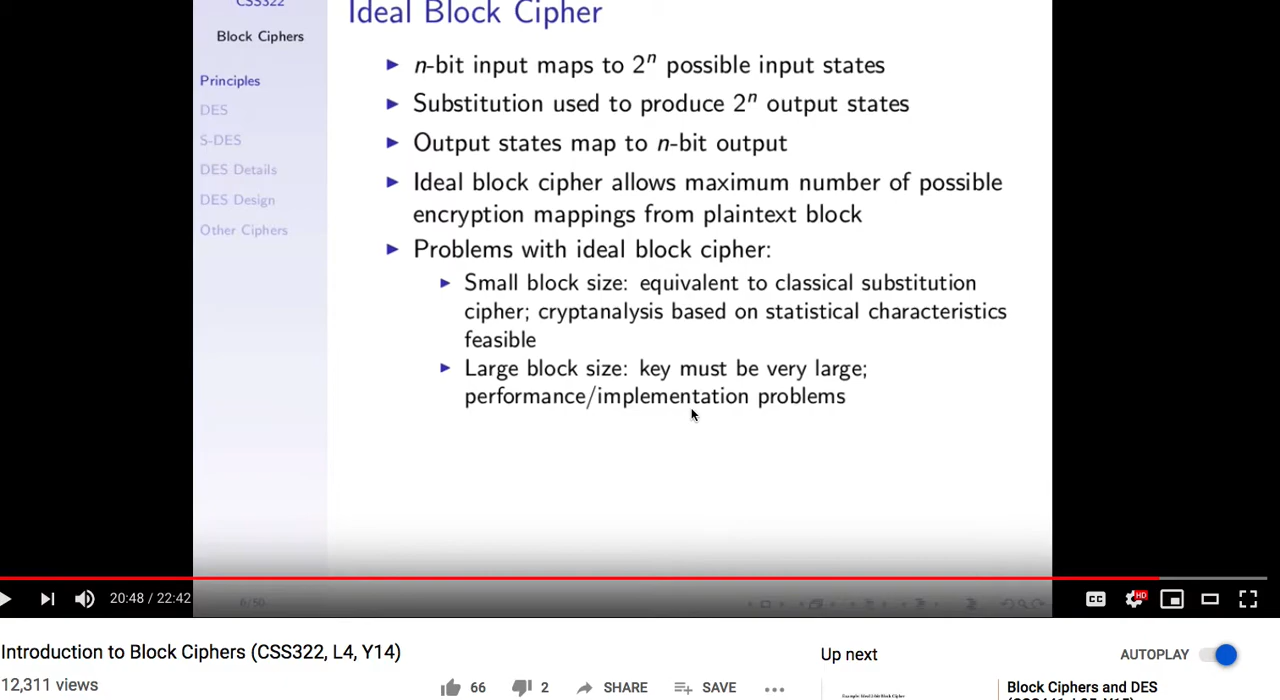 CSS322
Block Ciphers
Principles
DES
S-DES
DES Details
DES Design
Other Ciphers
Ideal Block Cipher
n-bit input maps to 2ⁿ possible input states
Substitution used to produce 2ⁿ output states
Output states map to n-bit output
Ideal block cipher allows maximum number of possible
encryption mappings from plaintext block
Problems with ideal block cipher:
Small block size: equivalent to classical substitution
cipher; cryptanalysis based on statistical characteristics
feasible
Large block size: key must be very large;
performance/implementation problems
6/50
20:48 / 22:42
CC
HD
Introduction to Block Ciphers (CSS322, L4, Y14)
12,311 views
66
2
SHARE
SAVE
Up next
AUTOPLAY
Block Ciphers and DES